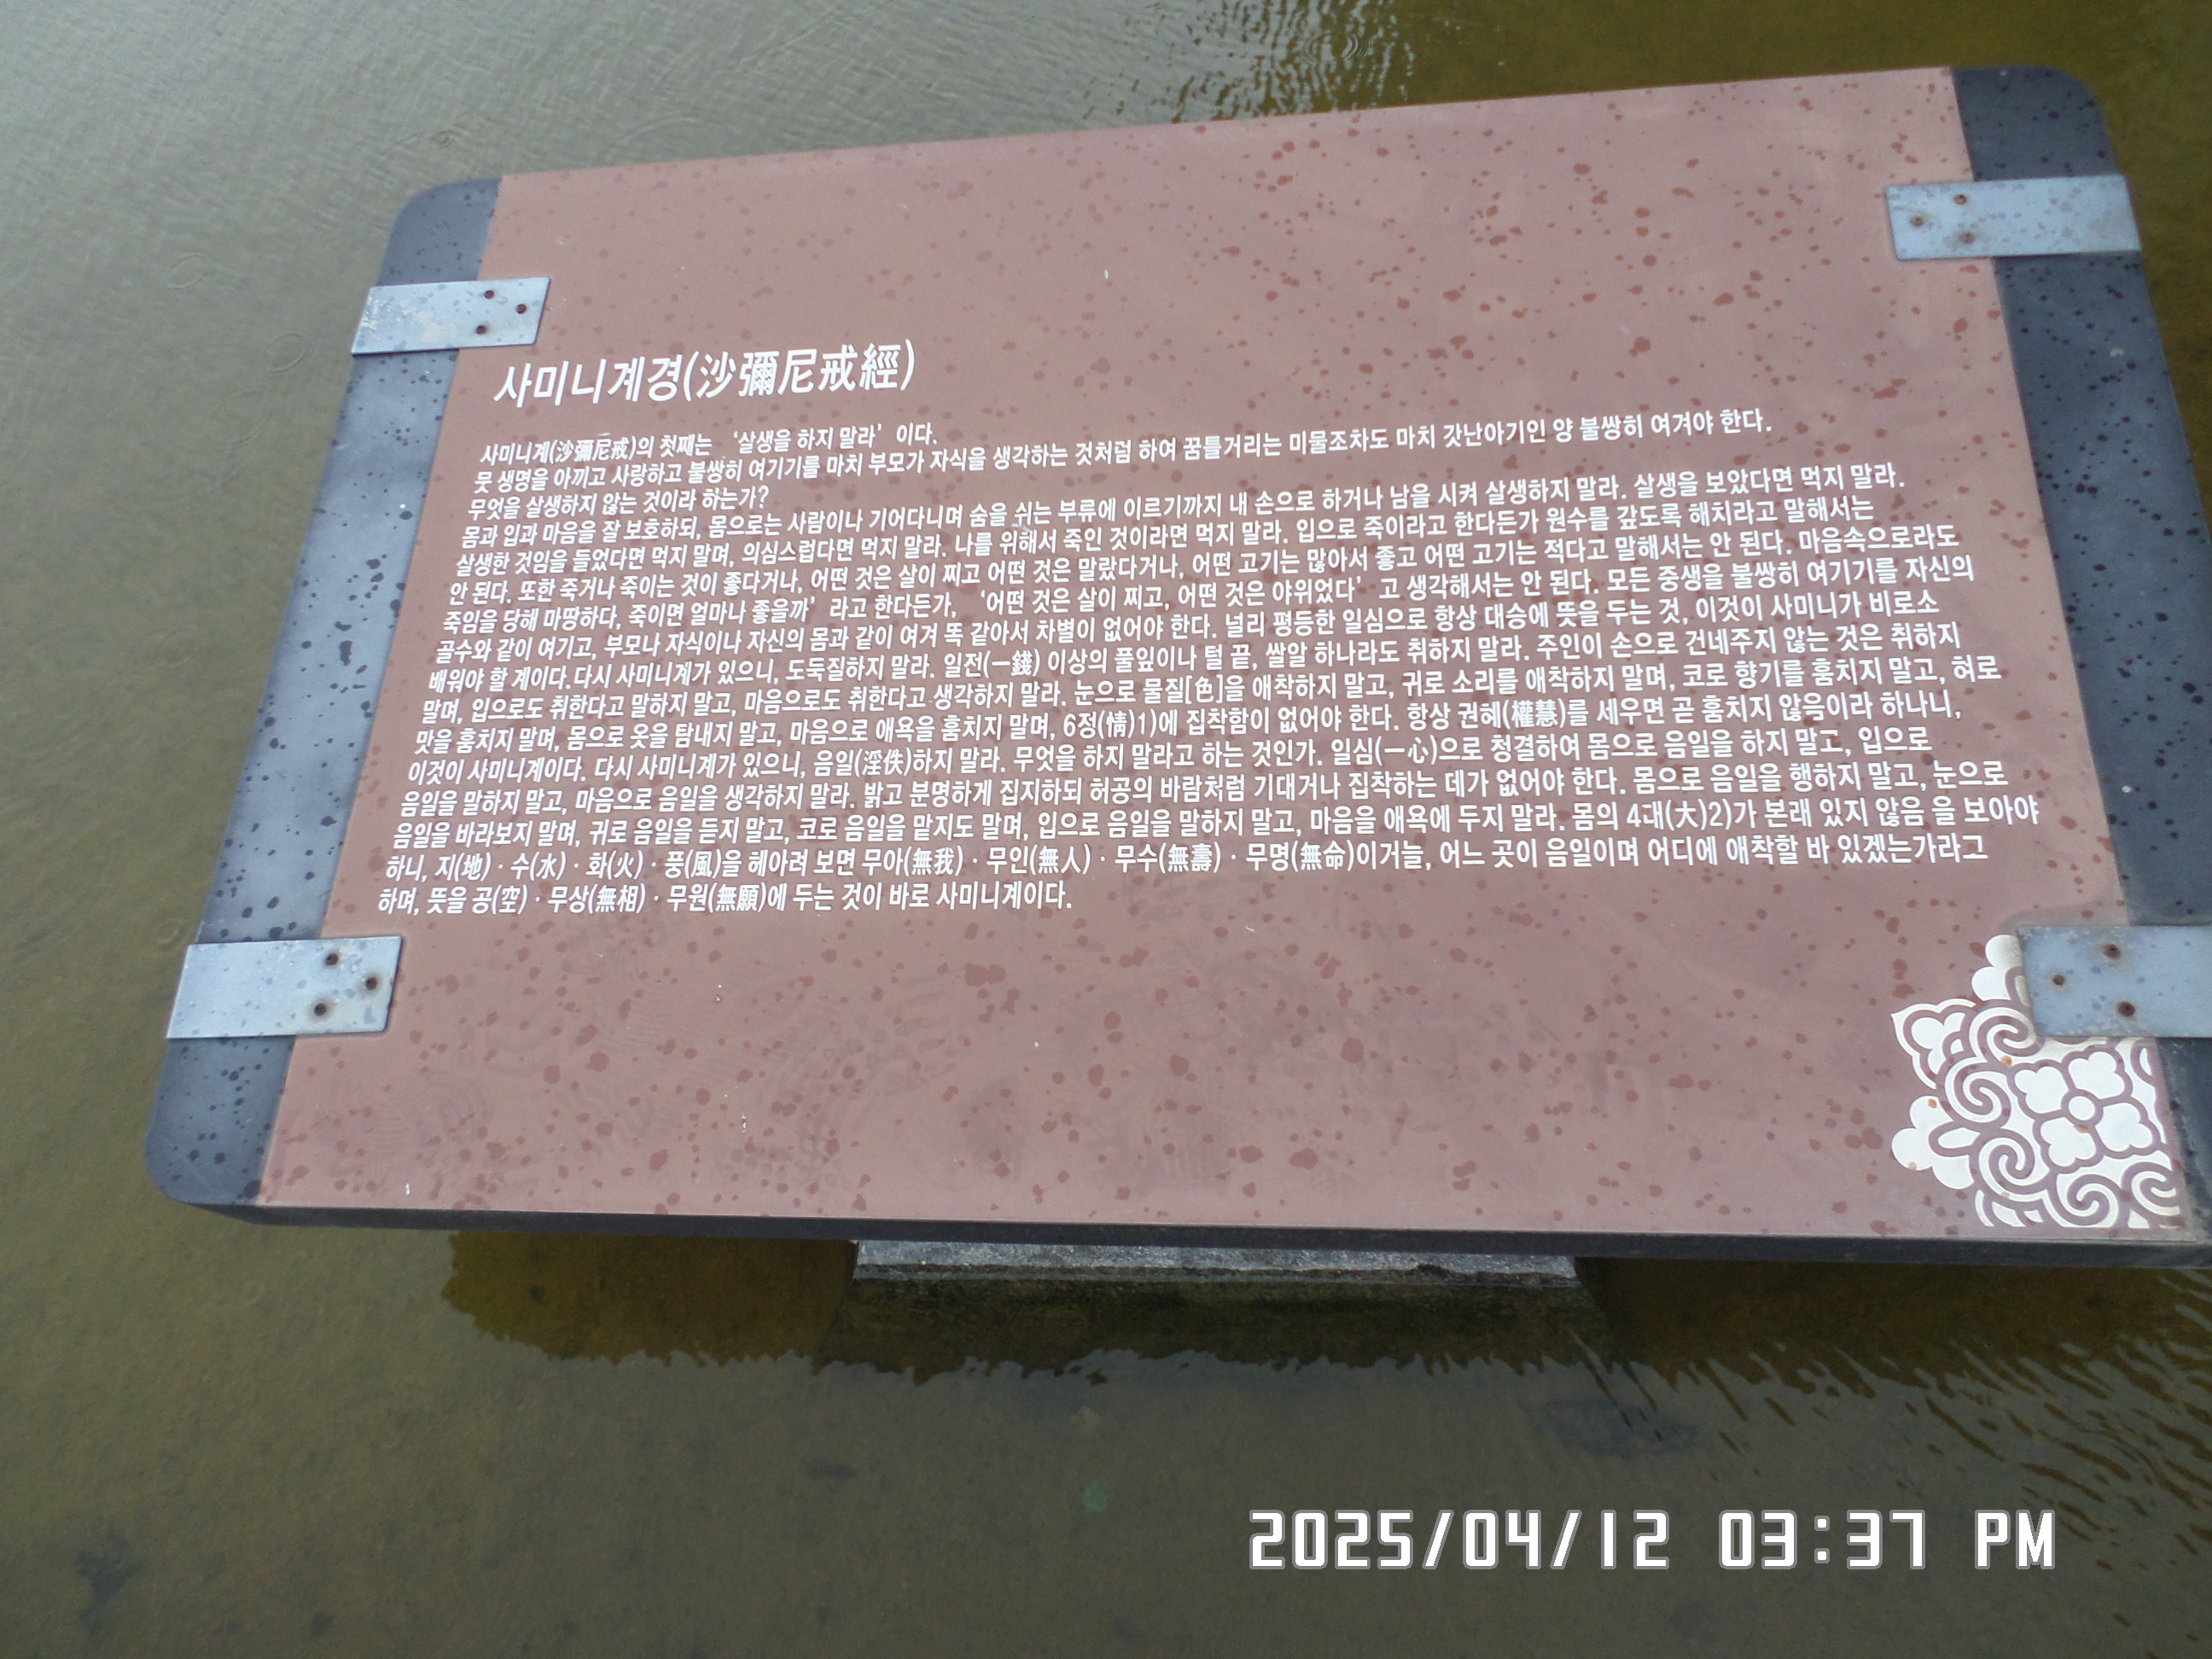 사미니계경(沙彌尼戒經)
사미니계(沙彌尼戒)의 첫째는 ‘살생을 하지 말라’ 이다.
뭇 생명을 아끼고 사랑하고 불쌍히 여기기를 마치 부모가 자식을 생각하는 것처럼 하여 꿈틀거리는 미물조차도 마치 갓난아기인 양 불쌍히 여겨야 한다.
무엇을 살생하지 않는 것이라 하는가?
몸과 입과 마음을 잘 보호하되, 몸으로는 사람이나 기어다니며 숨을 쉬는 부류에 이르기까지 내 손으로 하거나 남을 시켜 살생하지 말라. 살생을 보았다면 먹지 말라.
살생한 것임을 들었다면 먹지 말며, 의심스럽다면 먹지 말라. 나를 위해서 죽인 것이라면 먹지 말라. 입으로 죽이라고 한다든가 원수를 갚도록 해치라고 말해서는
안 된다. 또한 죽거나 죽이는 것이 좋다거나, 어떤 것은 살이 찌고 어떤 것은 말랐다거나, 어떤 고기는 많아서 좋고 어떤 고기는 적다고 말해서는 안 된다. 마음속으로라도
죽임을 당해 마땅하다, 죽이면 얼마나 좋을까’ 라고 한다든가, ‘어떤 것은 살이 찌고, 어떤 것은 야위었다’ 고 생각해서는 안 된다. 모든 중생을 불쌍히 여기기를 자신의
골수와 같이 여기고, 부모나 자식이나 자신의 몸과 같이 여겨 똑 같아서 차별이 없어야 한다. 널리 평등한 일심으로 항상 대승에 뜻을 두는 것, 이것이 사미니가 비로소
배워야 할 계이다.다시 사미니계가 있으니, 도둑질하지 말라. 일전(一錢) 이상의 풀잎이나 털 끝, 쌀알 하나라도 취하지 말라. 주인이 손으로 건네주지 않는 것은 취하지
말며, 입으로도 취한다고 말하지 말고, 마음으로도 취한다고 생각하지 말라. 눈으로 물질[色]을 애착하지 말고, 귀로 소리를 애착하지 말며, 코로 향기를 훔치지 말고, 혀로
맛을 훔치지 말며, 몸으로 옷을 탐내지 말고, 마음으로 애욕을 훔치지 말며, 6정(情)1)에 집착함이 없어야 한다. 항상 권혜(權慧)를 세우면 곧 훔치지 않음이라 하나니,
이것이 사미니계이다. 다시 사미니계가 있으니, 음일(淫佚)하지 말라. 무엇을 하지 말라고 하는 것인가. 일심(一心)으로 청결하여 몸으로 음일을 하지 말고, 입으로
음일을 말하지 말고, 마음으로 음일을 생각하지 말라. 밝고 분명하게 집지하되 허공의 바람처럼 기대거나 집착하는 데가 없어야 한다. 몸으로 음일을 행하지 말고, 눈으로
음일을 바라보지 말며, 귀로 음일을 듣지 말고, 코로 음일을 맡지도 말며, 입으로 음일을 말하지 말고, 마음을 애욕에 두지 말라. 몸의 4대(大)2)가 본래 있지 않음 을 보아야
하니, 지(地)·수(水)·화(火)·풍(風)을 헤아려 보면 무아(無我)·무인(無人)·무수(無壽)·무명(無命)이거늘, 어느 곳이 음일이며 어디에 애착할 바 있겠는가라고
하며, 뜻을 공(空)·무상(無相)·무원(無願)에 두는 것이 바로 사미니계이다.
2025/04/12 03:37 PM